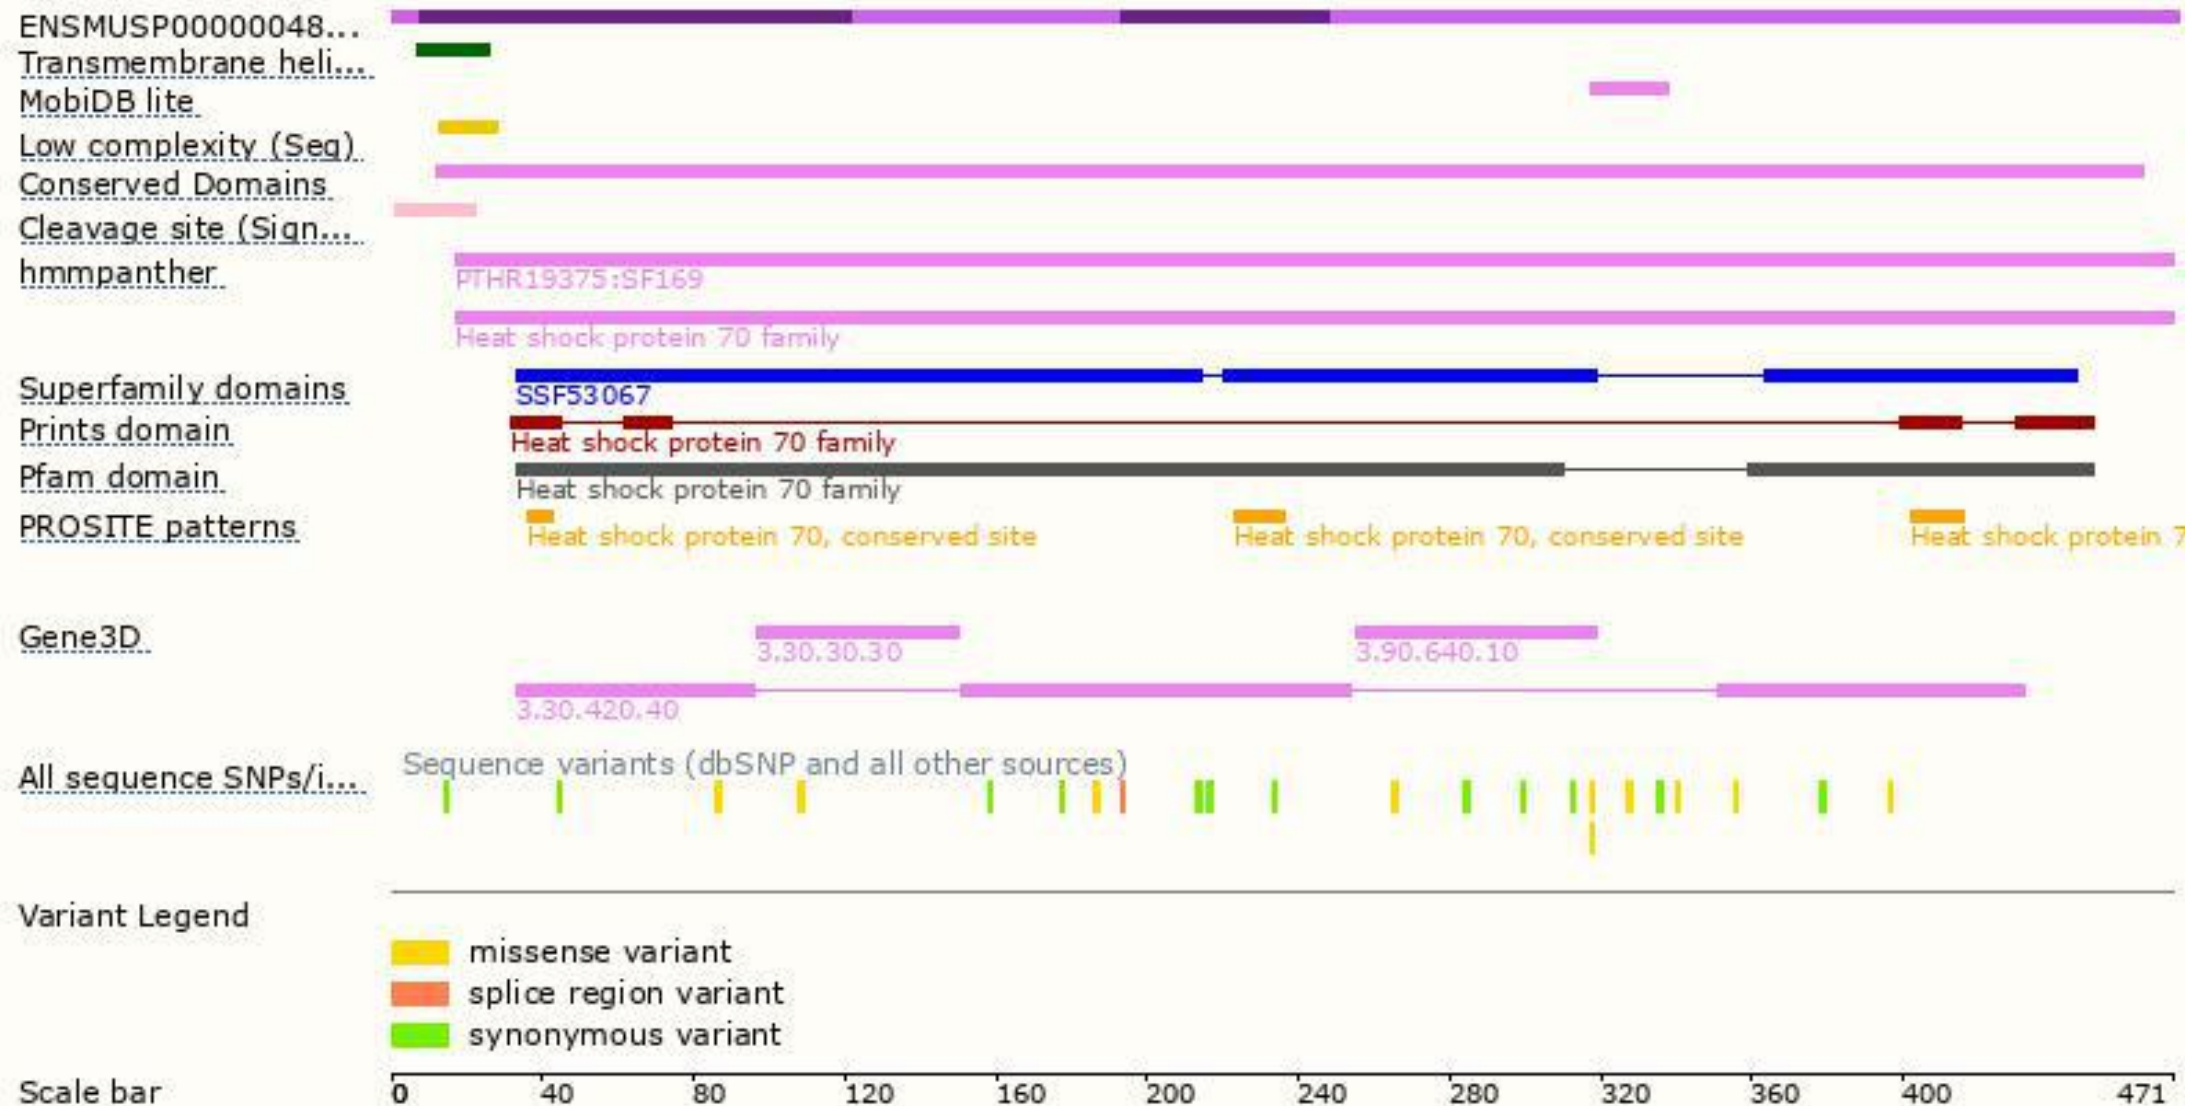 ENSMUSP00000048...
Transmembrane heli...
MobiDB lite
Low complexity (Seg)
Conserved Domains
Cleavage site (Sign...
hmmpanther
PTHR19375:SF169
Heat shock protein 70 family
Superfamily domains
SSF53067
Prints domain
Heat shock protein 70 family
Pfam domain
Heat shock protein 70 family
PROSITE patterns
Heat shock protein 70, conserved site Heat shock protein 70, conserved site Heat shock protein 7
Gene3D
3.30.30.30 3.90.640.10
3.30.420.40
Sequence variants (dbSNP and all other sources)
All sequence SNPs/i...
Variant Legend
missense variant
splice region variant
synonymous variant
Scale bar 0 40 80 120 160 200 240 280 320 360 400 471